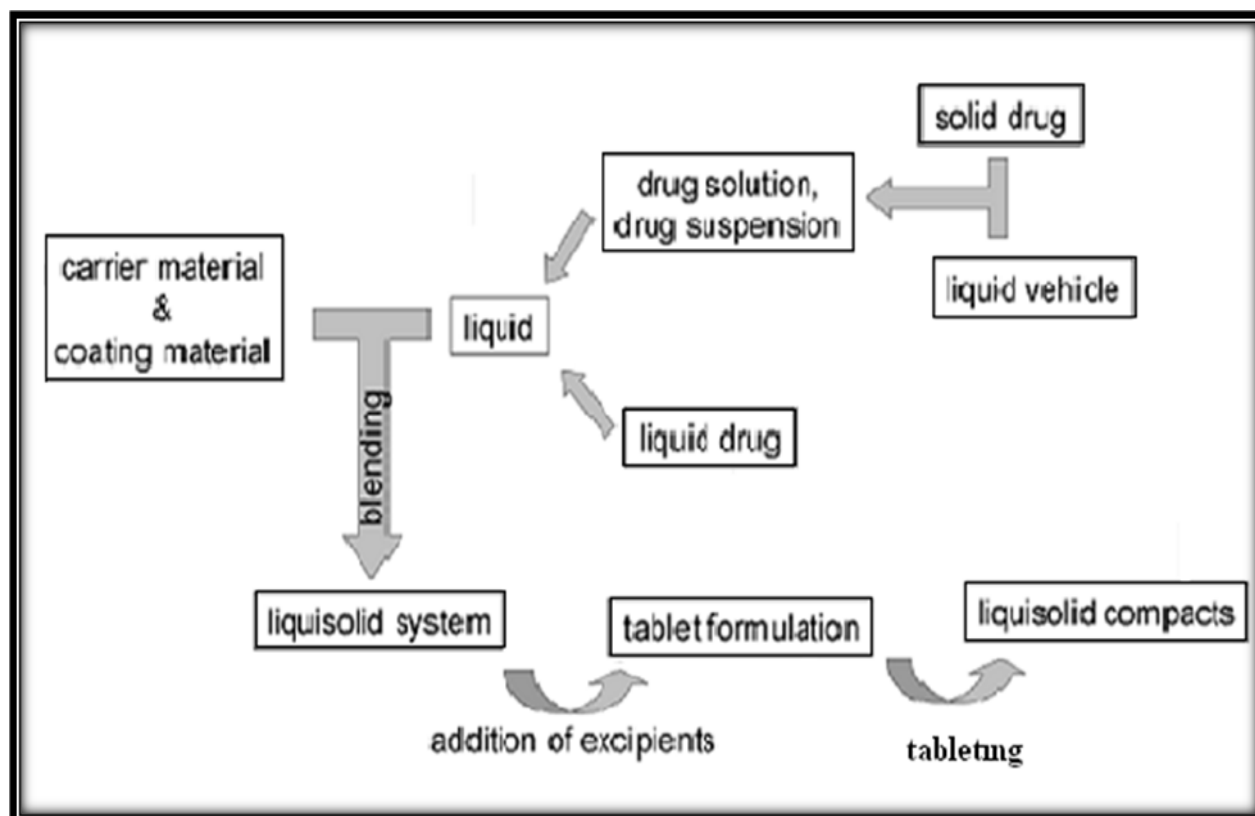 solid drug
drug solution,
drug suspension
liquid vehicle
carrier material
&
coating material
liquid
liquid drug
blending
liquisolid system
tablet formulation
liquisolid compacts
addition of excipients
tableting